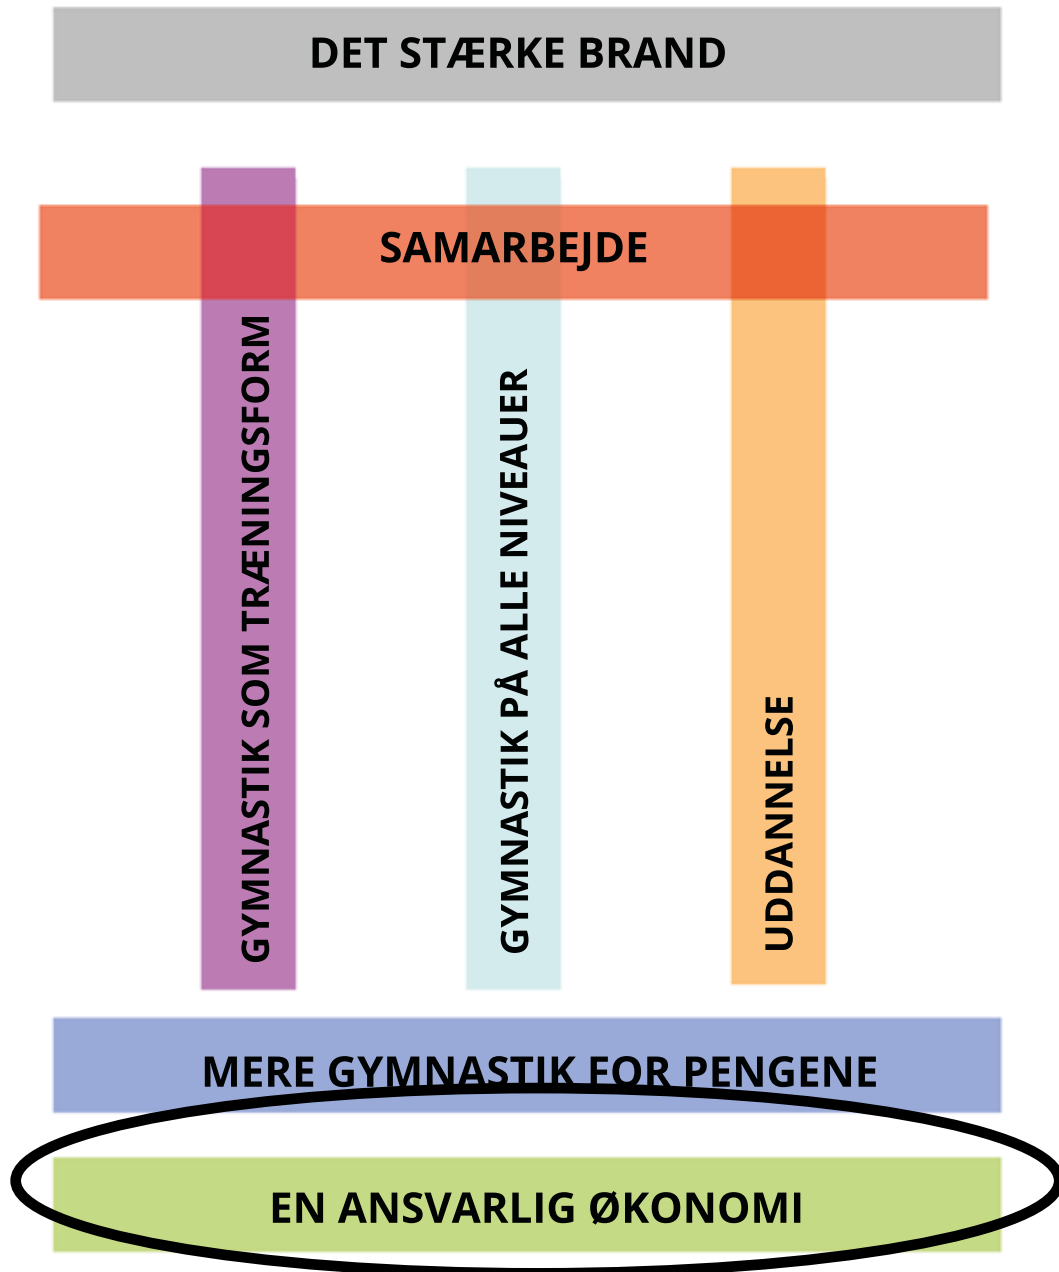 DET STÆRKE BRAND
SAMARBEJDE
GYMNASTIK SOM TRÆNINGSFORM
GYMNASTIK PÅ ALLE NIVEAUER
UDDANNELSE
MERE GYMNASTIK FOR PENGENE
EN ANSVARLIG ØKONOMI